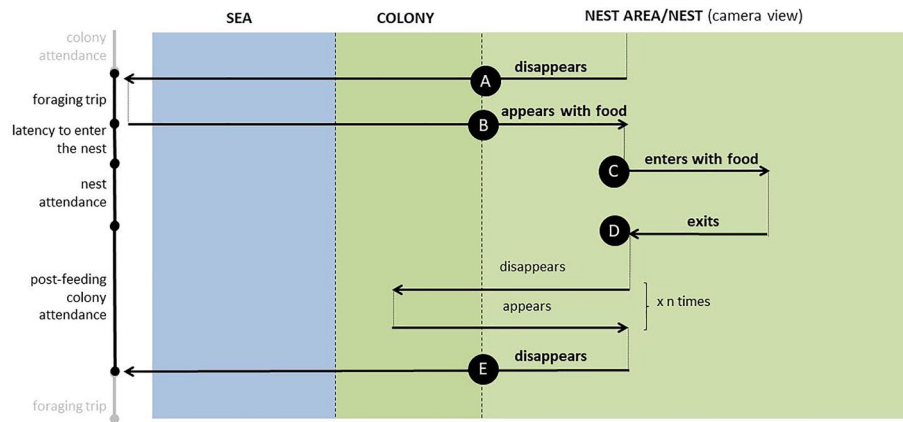 SEA
COLONY
NEST AREA/NEST (camera view)
colony
attendance
disappears
A
foraging trip
appears with food
B
latency to enter
the nest
enters with food
C
nest
attendance
exits
D
disappears
post-feeding
colony
attendance
x n times
appears
disappears
E
foraging trip